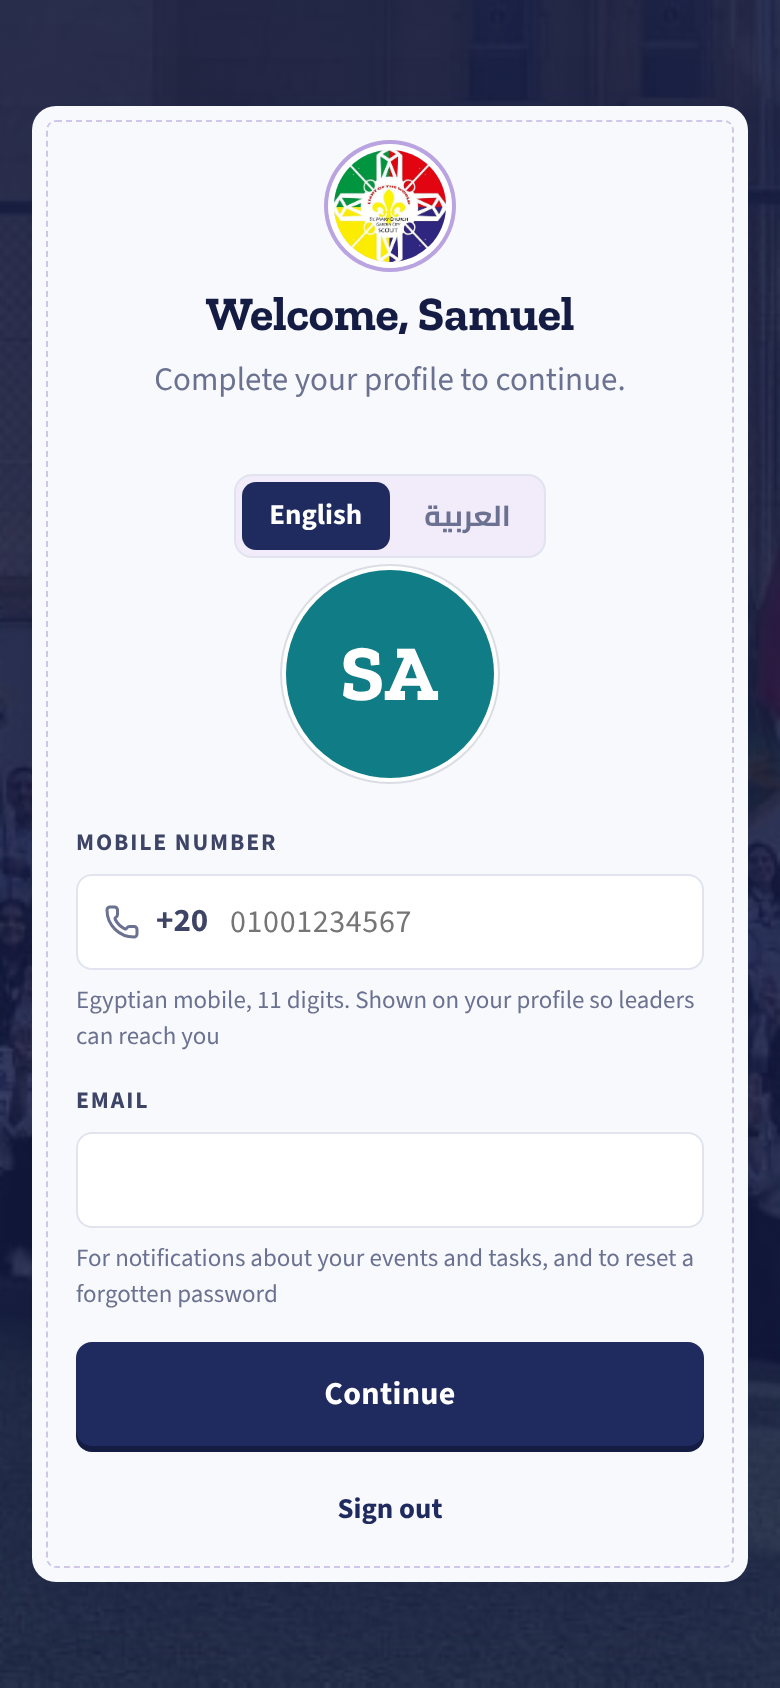 SCOUT
Welcome, Samuel
Complete your profile to continue.
English
العربية
SA
MOBILE NUMBER
+20 01001234567
Egyptian mobile, 11 digits. Shown on your profile so leaders
can reach you
EMAIL
For notifications about your events and tasks, and to reset a
forgotten password
Continue
Sign out